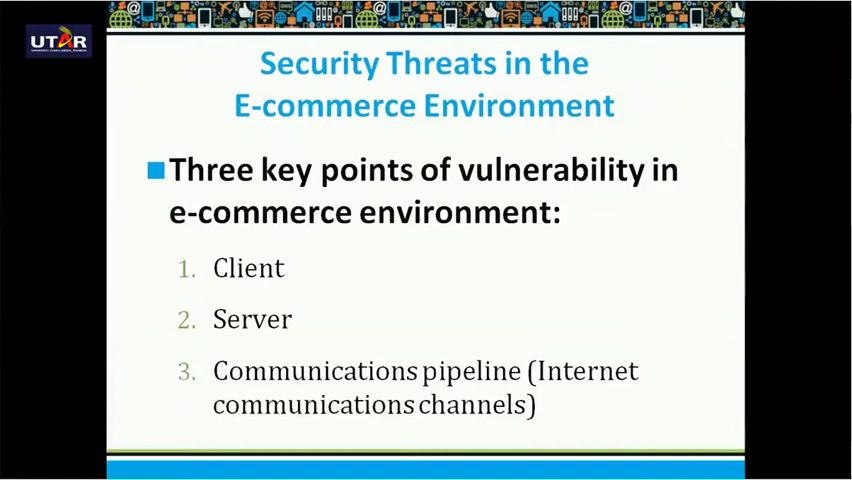 UTAR
Security Threats in the
E-commerce Environment
Three key points of vulnerability in
e-commerce environment:
1. Client
2. Server
3. Communications pipeline (Internet
communications channels)